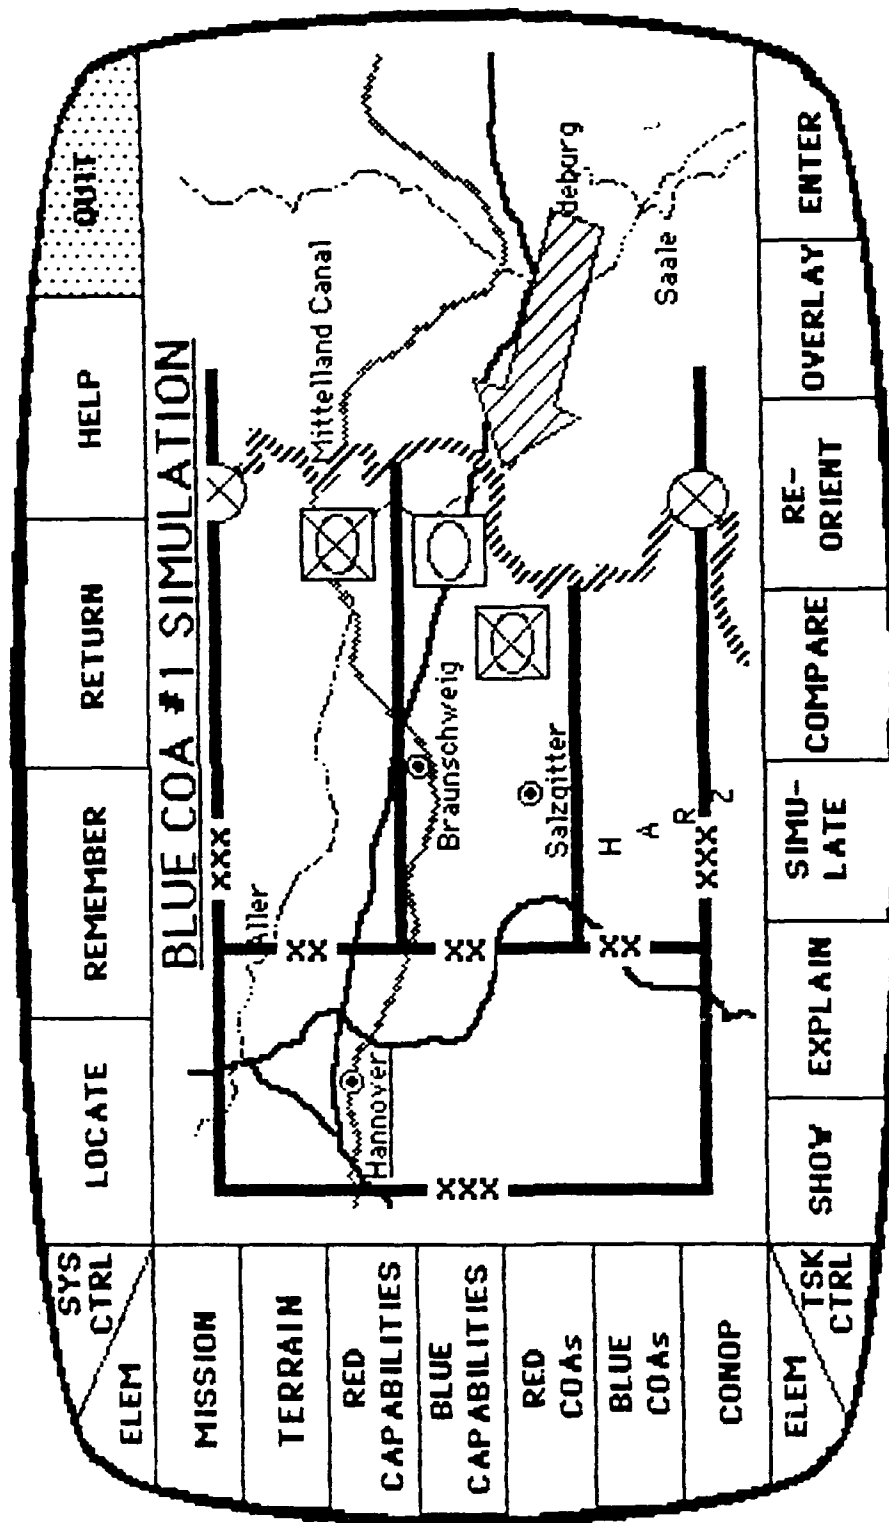 SYS
CTRL
ELEM
LOCATE
REMEMBER
RETURN
HELP
QUIT
MISSION
TERRAIN
RED
CAPABILITIES
BLUE
CAPABILITIES
RED
COAs
BLUE
COAs
CONOP
BLUE COA #1 SIMULATION
XXX
Aller
Mittelland Canal
XX
Hannover
XXX
XX
Braunschweig
deburg
Salzgitter
XX
H
A
R
Z
Saale
XXX
ELEM
TSK
CTRL
SHOW
EXPLAIN
SIMU-
LATE
COMPARE
RE-
ORIENT
OVERLAY
ENTER